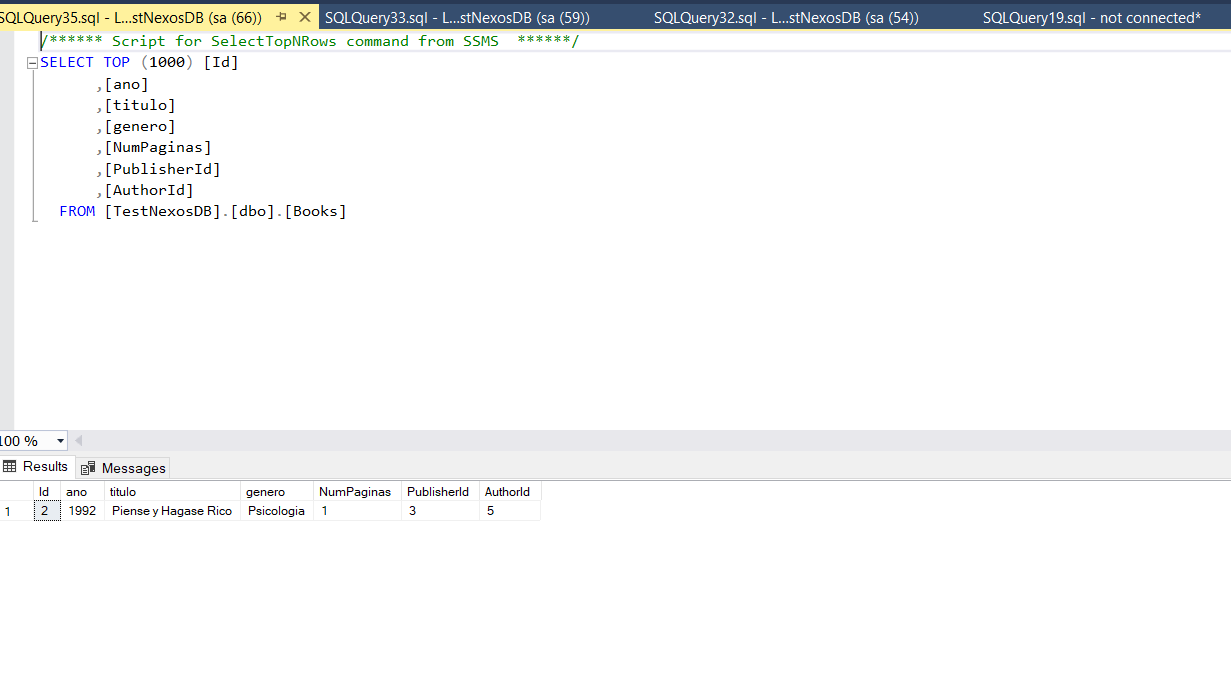 SQLQuery35.sql - L...stNexosDB (sa (66)) SQLQuery33.sql - L...stNexosDB (sa (59)) SQLQuery32.sql - L...stNexosDB (sa (54)) SQLQuery19.sql - not connected*
/****** Script for SelectTopNRows command from SSMS  ******/
SELECT TOP (1000) [Id]
,[ano]
,[titulo]
,[genero]
,[NumPaginas]
,[PublisherId]
,[AuthorId]
FROM [TestNexosDB].[dbo].[Books]
100 %
Results Messages
Id ano titulo genero NumPaginas PublisherId AuthorId
1 2 1992 Piense y Hagase Rico Psicologia 1 3 5